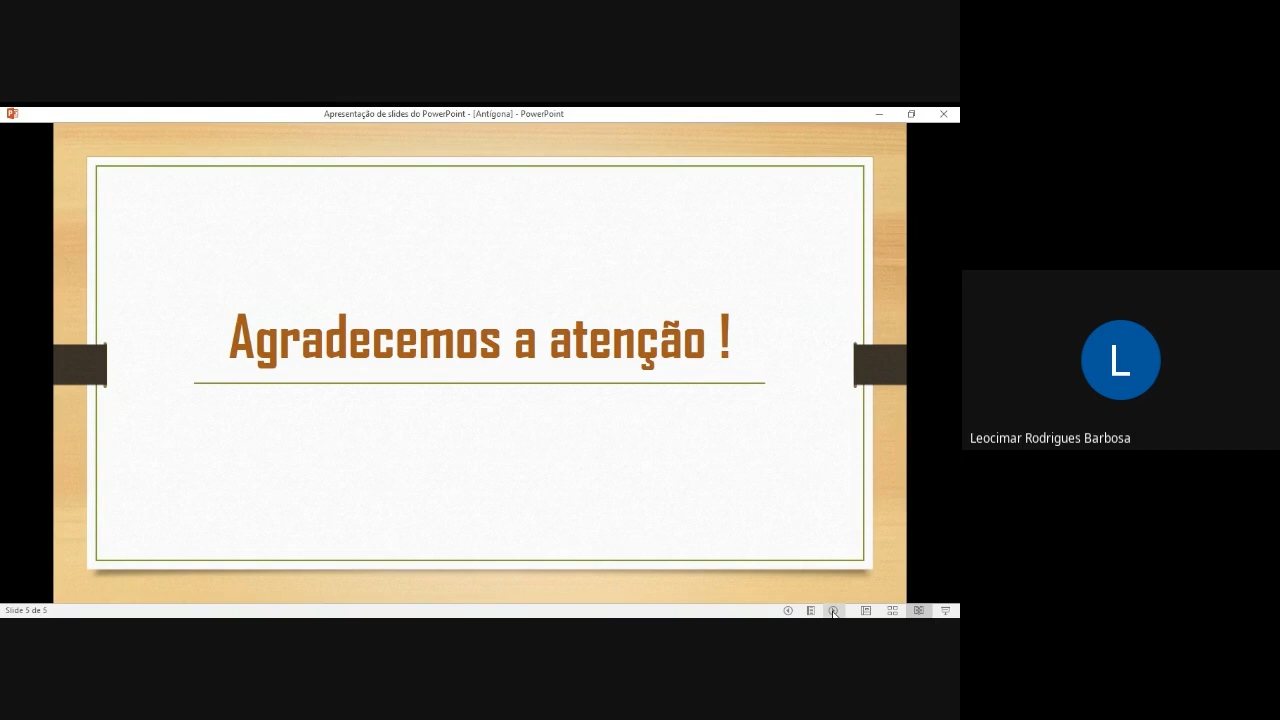 Apresentação de slides do PowerPoint - [Antígona] - PowerPoint
Agradecemos a atenção !
L
Leocimar Rodrigues Barbosa
Slide 5 de 5